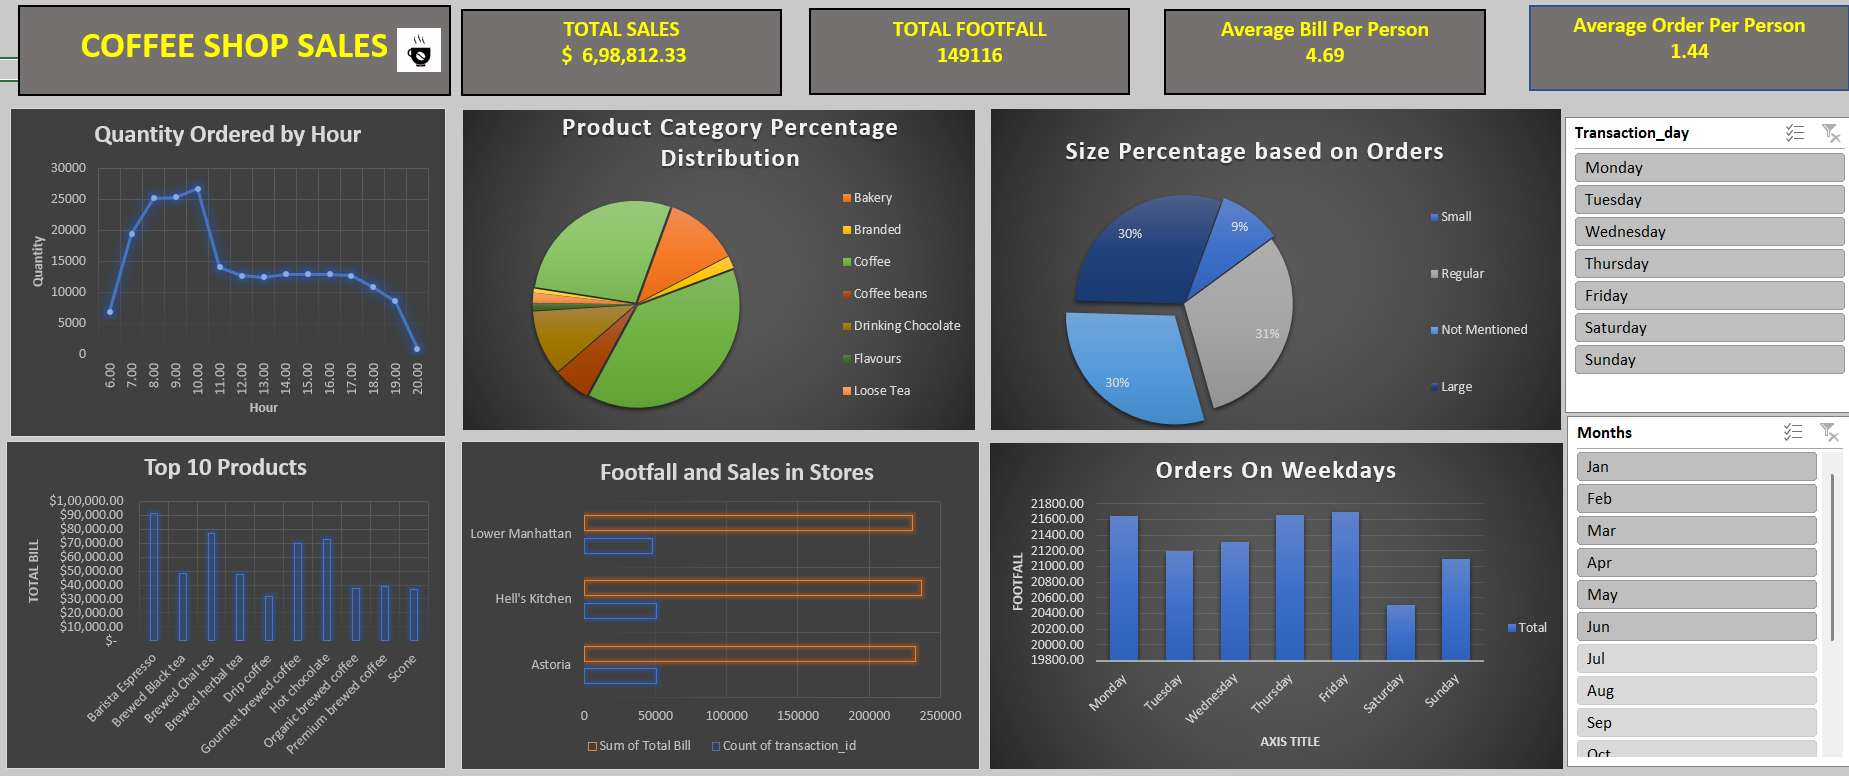 COFFEE SHOP SALES
TOTAL SALES
$ 6,98,812.33
TOTAL FOOTFALL
149116
Average Bill Per Person
4.69
Average Order Per Person
1.44
Quantity Ordered by Hour
30000
25000
20000
15000
10000
5000
0
Quantity
6.00
7.00
8.00
9.00
10.00
11.00
12.00
13.00
14.00
15.00
16.00
17.00
18.00
19.00
20.00
Hour
Product Category Percentage
Distribution
Bakery
Branded
Coffee
Coffee beans
Drinking Chocolate
Flavours
Loose Tea
Size Percentage based on Orders
9%
31%
30%
30%
Small
Regular
Not Mentioned
Large
Transaction_day
Monday
Tuesday
Wednesday
Thursday
Friday
Saturday
Sunday
Top 10 Products
$1,00,000.00
$90,000.00
$80,000.00
$70,000.00
$60,000.00
$50,000.00
$40,000.00
$30,000.00
$20,000.00
$10,000.00
$-
TOTAL BILL
Barista Espresso
Brewed Black tea
Brewed Chai tea
Brewed herbal tea
Drip coffee
Gourmet brewed coffee
Hot chocolate
Organic brewed coffee
Premium brewed coffee
Scone
Footfall and Sales in Stores
Lower Manhattan
Hell's Kitchen
Astoria
0
50000
100000
150000
200000
250000
Sum of Total Bill
Count of transaction_id
Orders On Weekdays
21800.00
21600.00
21400.00
21200.00
21000.00
20800.00
20600.00
20400.00
20200.00
20000.00
19800.00
FOOTFALL
Monday
Tuesday
Wednesday
Thursday
Friday
Saturday
Sunday
AXIS TITLE
Total
Months
Jan
Feb
Mar
Apr
May
Jun
Jul
Aug
Sep
Oct